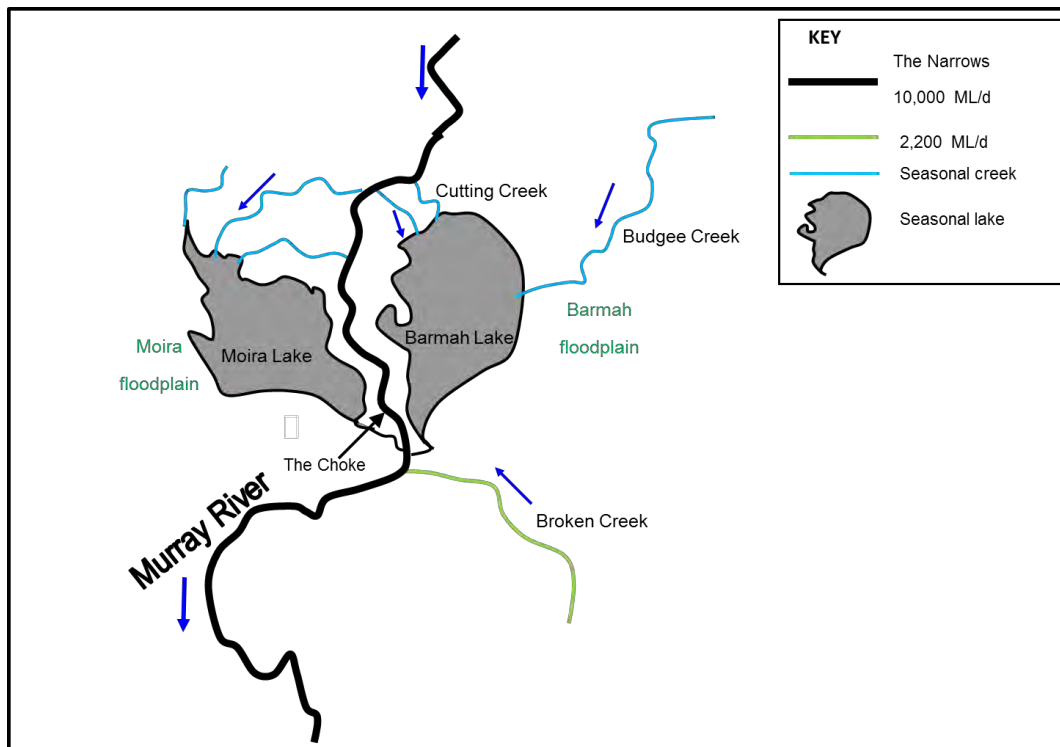 KEY
The Narrows
10,000 ML/d
2,200 ML/d
Seasonal creek
Seasonal lake
Cutting Creek
Budgee Creek
Barmah
floodplain
Barmah Lake
Moira Lake
Moira
floodplain
The Choke
Murray River
Broken Creek